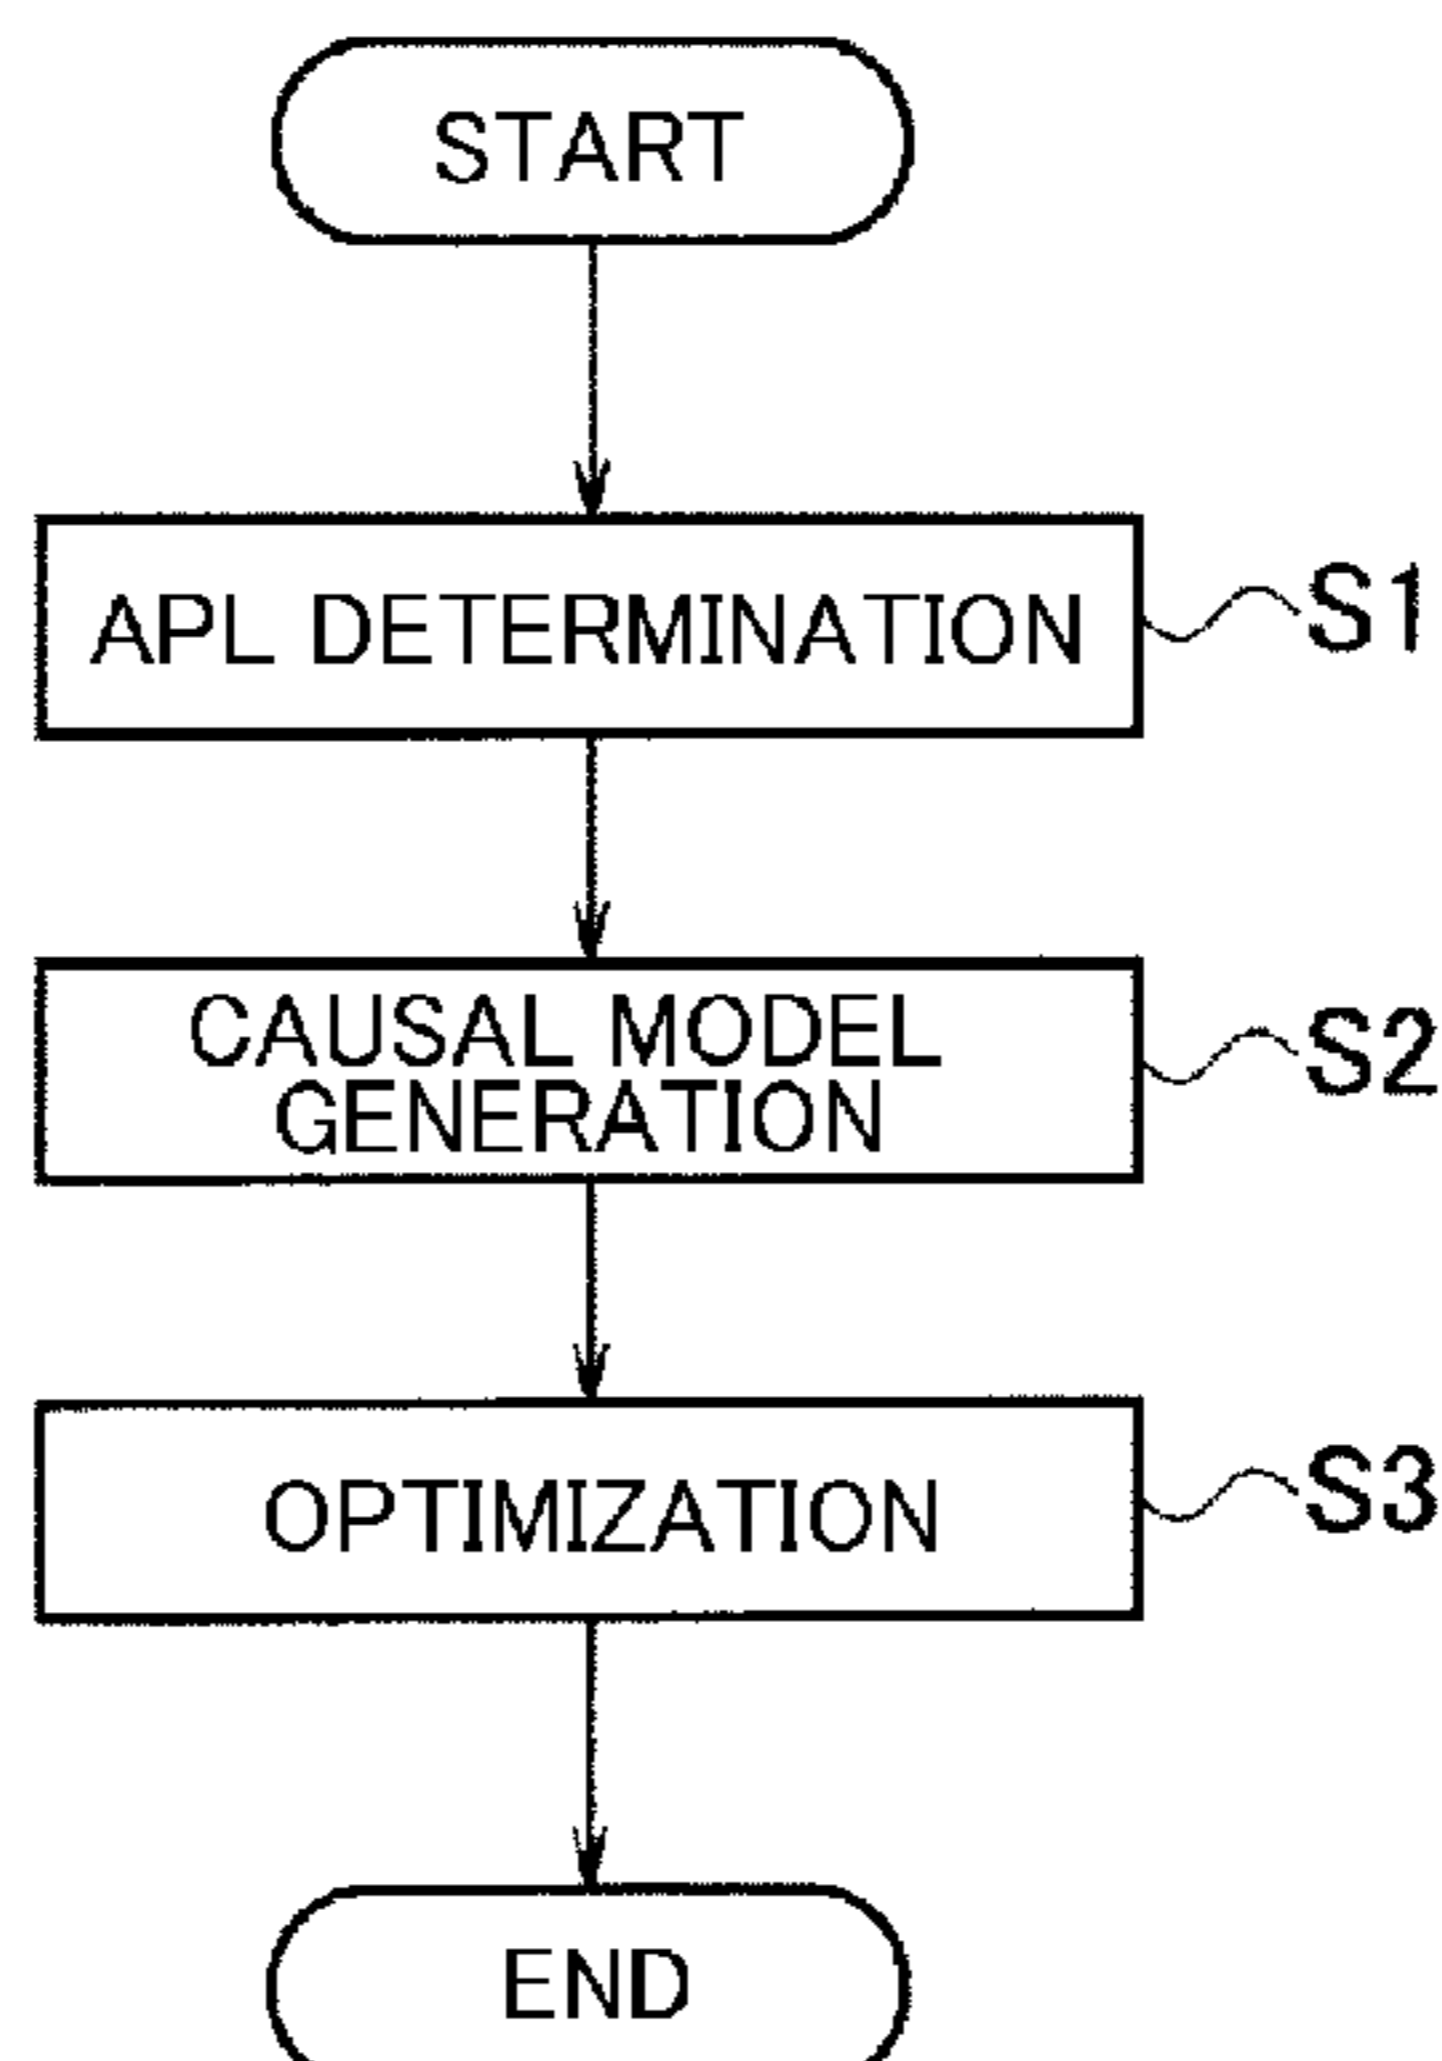 START
APL DETERMINATION
S1
CAUSAL MODEL
GENERATION
S2
OPTIMIZATION
S3
END